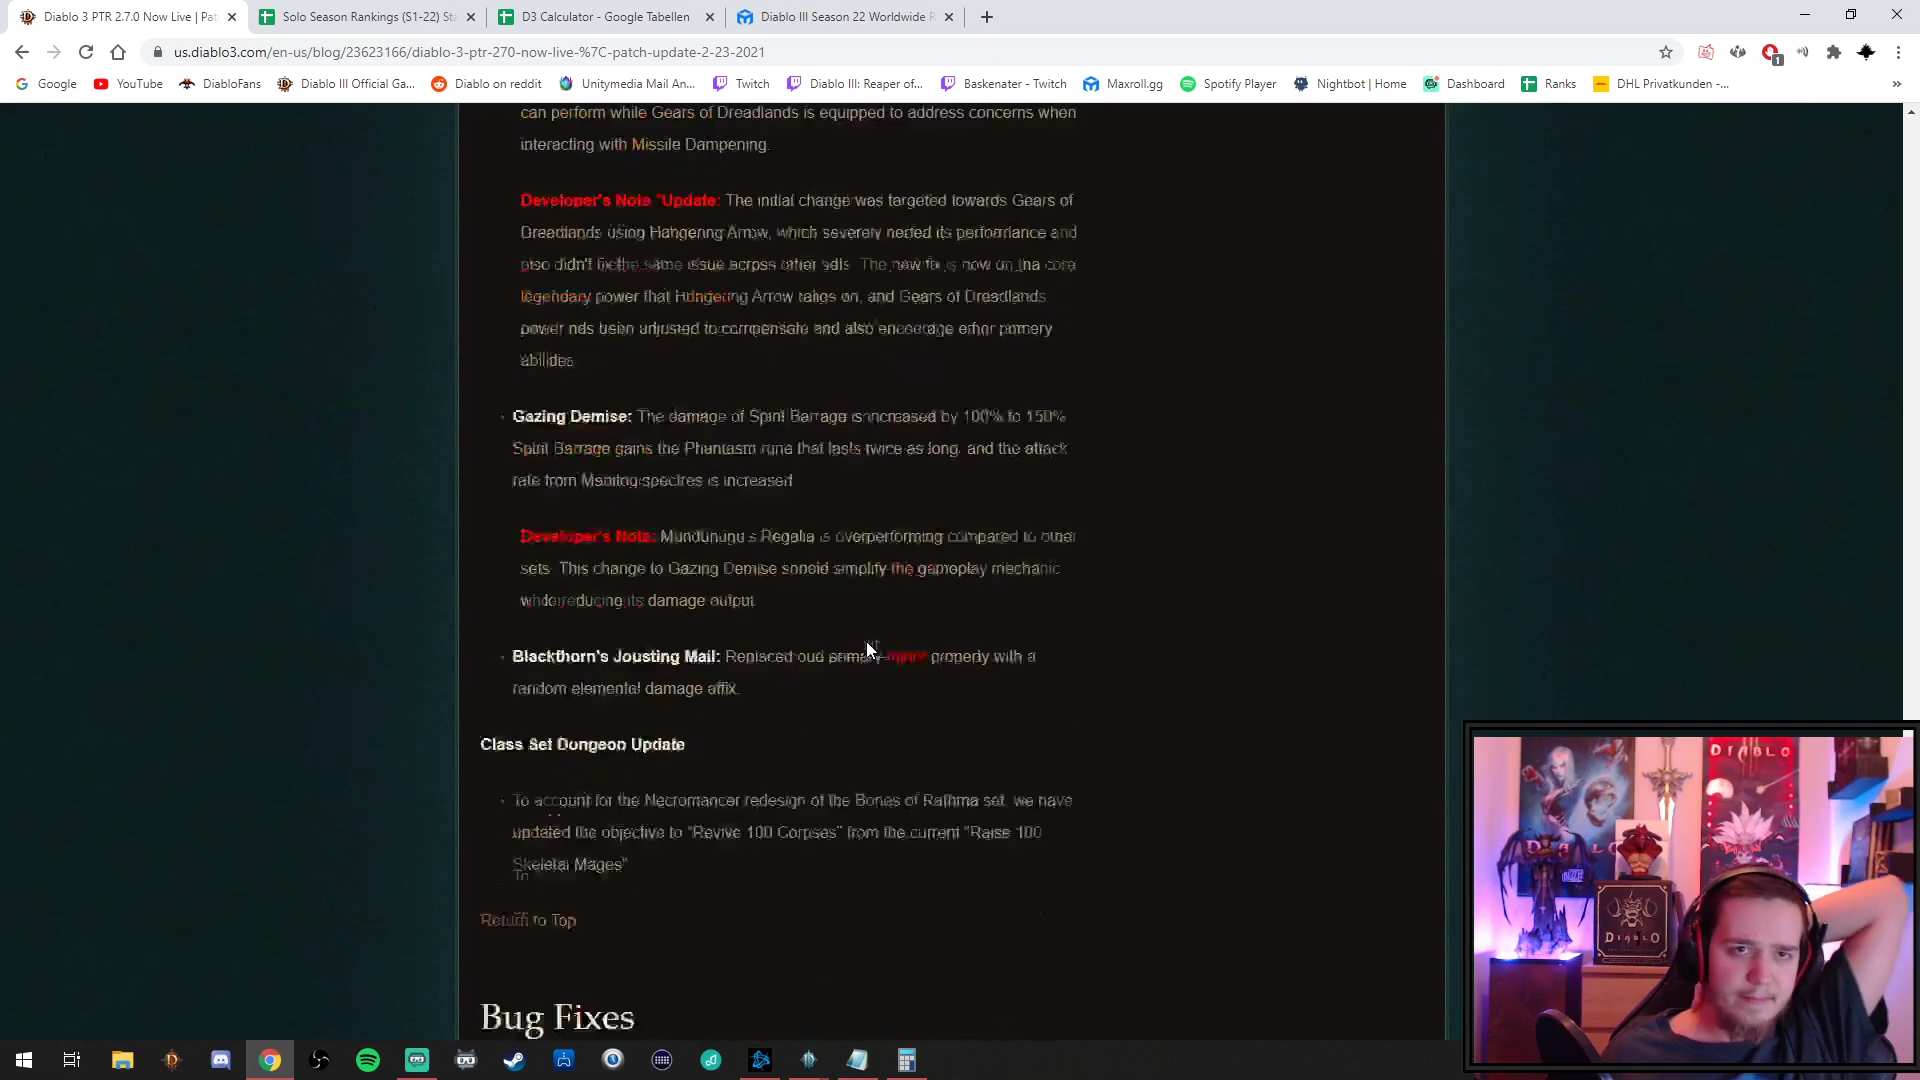 Diablo 3 PTR 2.7.0 Now Live | Pat
Solo Season Rankings (S1-22) Sta
D3 Calculator - Google Tabellen
Diablo III Season 22 Worldwide R
us.diablo3.com/en-us/blog/23623166/diablo-3-ptr-270-now-live-%7C-patch-update-2-23-2021
Google
YouTube
DiabloFans
Diablo III Official Ga...
Diablo on reddit
Unitymedia Mail An...
Twitch
Diablo III: Reaper of...
Baskenater - Twitch
Maxroll.gg
Spotify Player
Nightbot | Home
Dashboard
Ranks
DHL Privatkunden -...
can perform while Gears of Dreadlands is equipped to address concerns when
interacting with Missile Dampening.
Developer's Note *Update: The initial change was targeted towards Gears of
Dreadlands using Hungering Arrow, which severely its performance and
also didn't the same issue across other The new is now on the core
legendary power that Hungering Arrow on, and Gears of Dreadlands
power has been adjusted to compensate and also encourage other primary
abilities.
Gazing Demise: The damage of Spirit Barrage is increased by 100% to 150%
Spirit Barrage gains the Phantasm rune that lasts twice as long, and the attack
rate from Manitou spectres is increased
Developer's Note: Mundunugu's Regalia is overperforming compared to other
sets. This change to Gazing Demise should simplify the gameplay mechanic
while reducing its damage output.
Blackthorn's Jousting Mail: Replaced primary property with a
random elemental damage affix.
Class Set Dungeon Update
To account for the Necromancer redesign of the Bones of Rathma set, we have
updated the objective to "Revive 100 Corpses" from the current "Raise 100
Skeletal Mages"
Return to Top
Bug Fixes
DIABLO
DIABLO